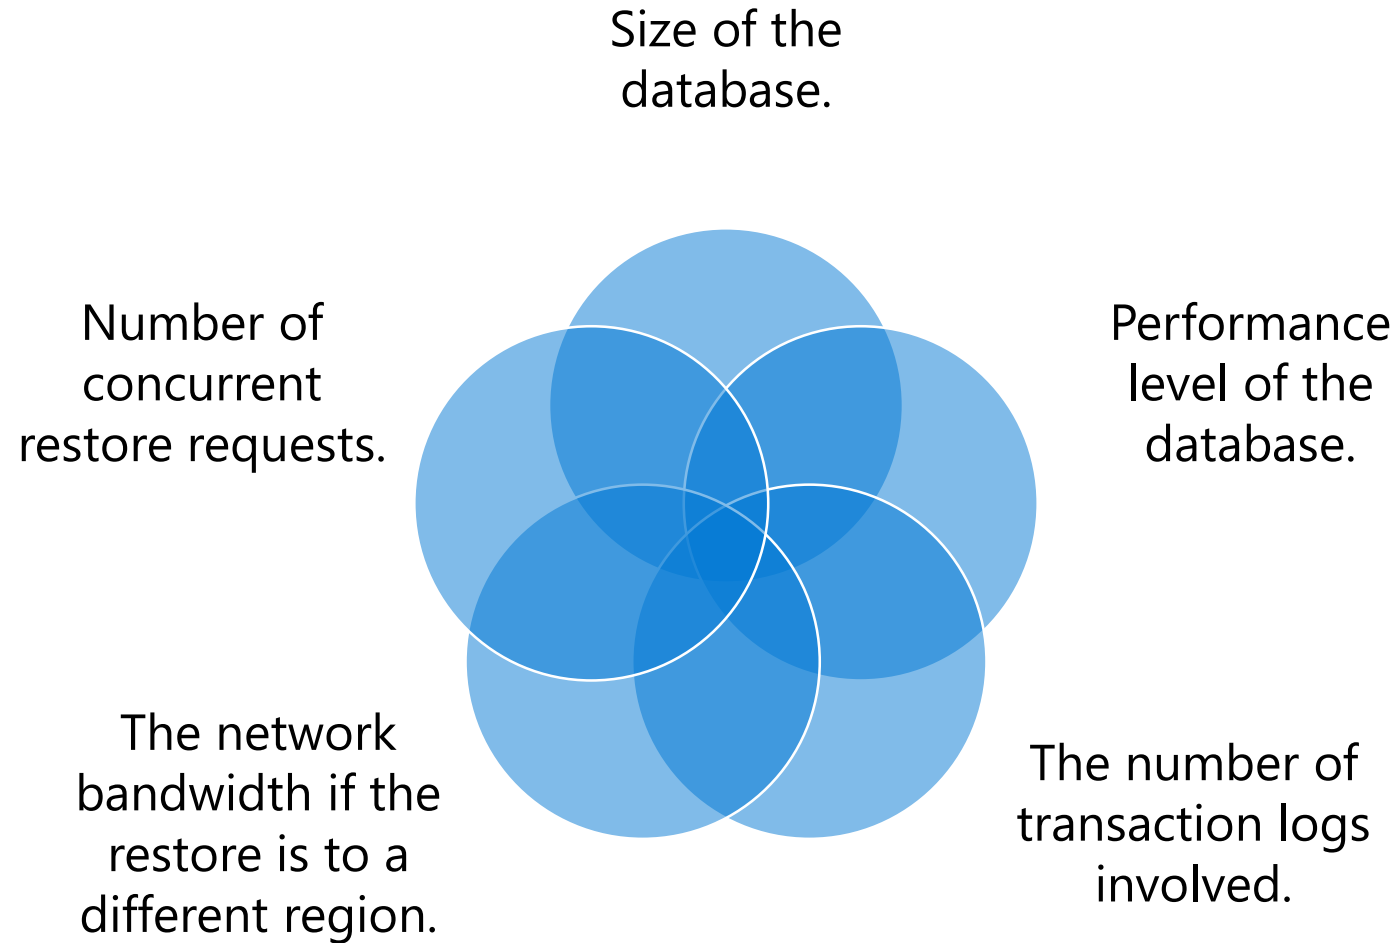 Size of the
database.
Performance
level of the
database.
The number of
transaction logs
involved.
The network
bandwidth if the
restore is to a
different region.
Number of
concurrent
restore requests.